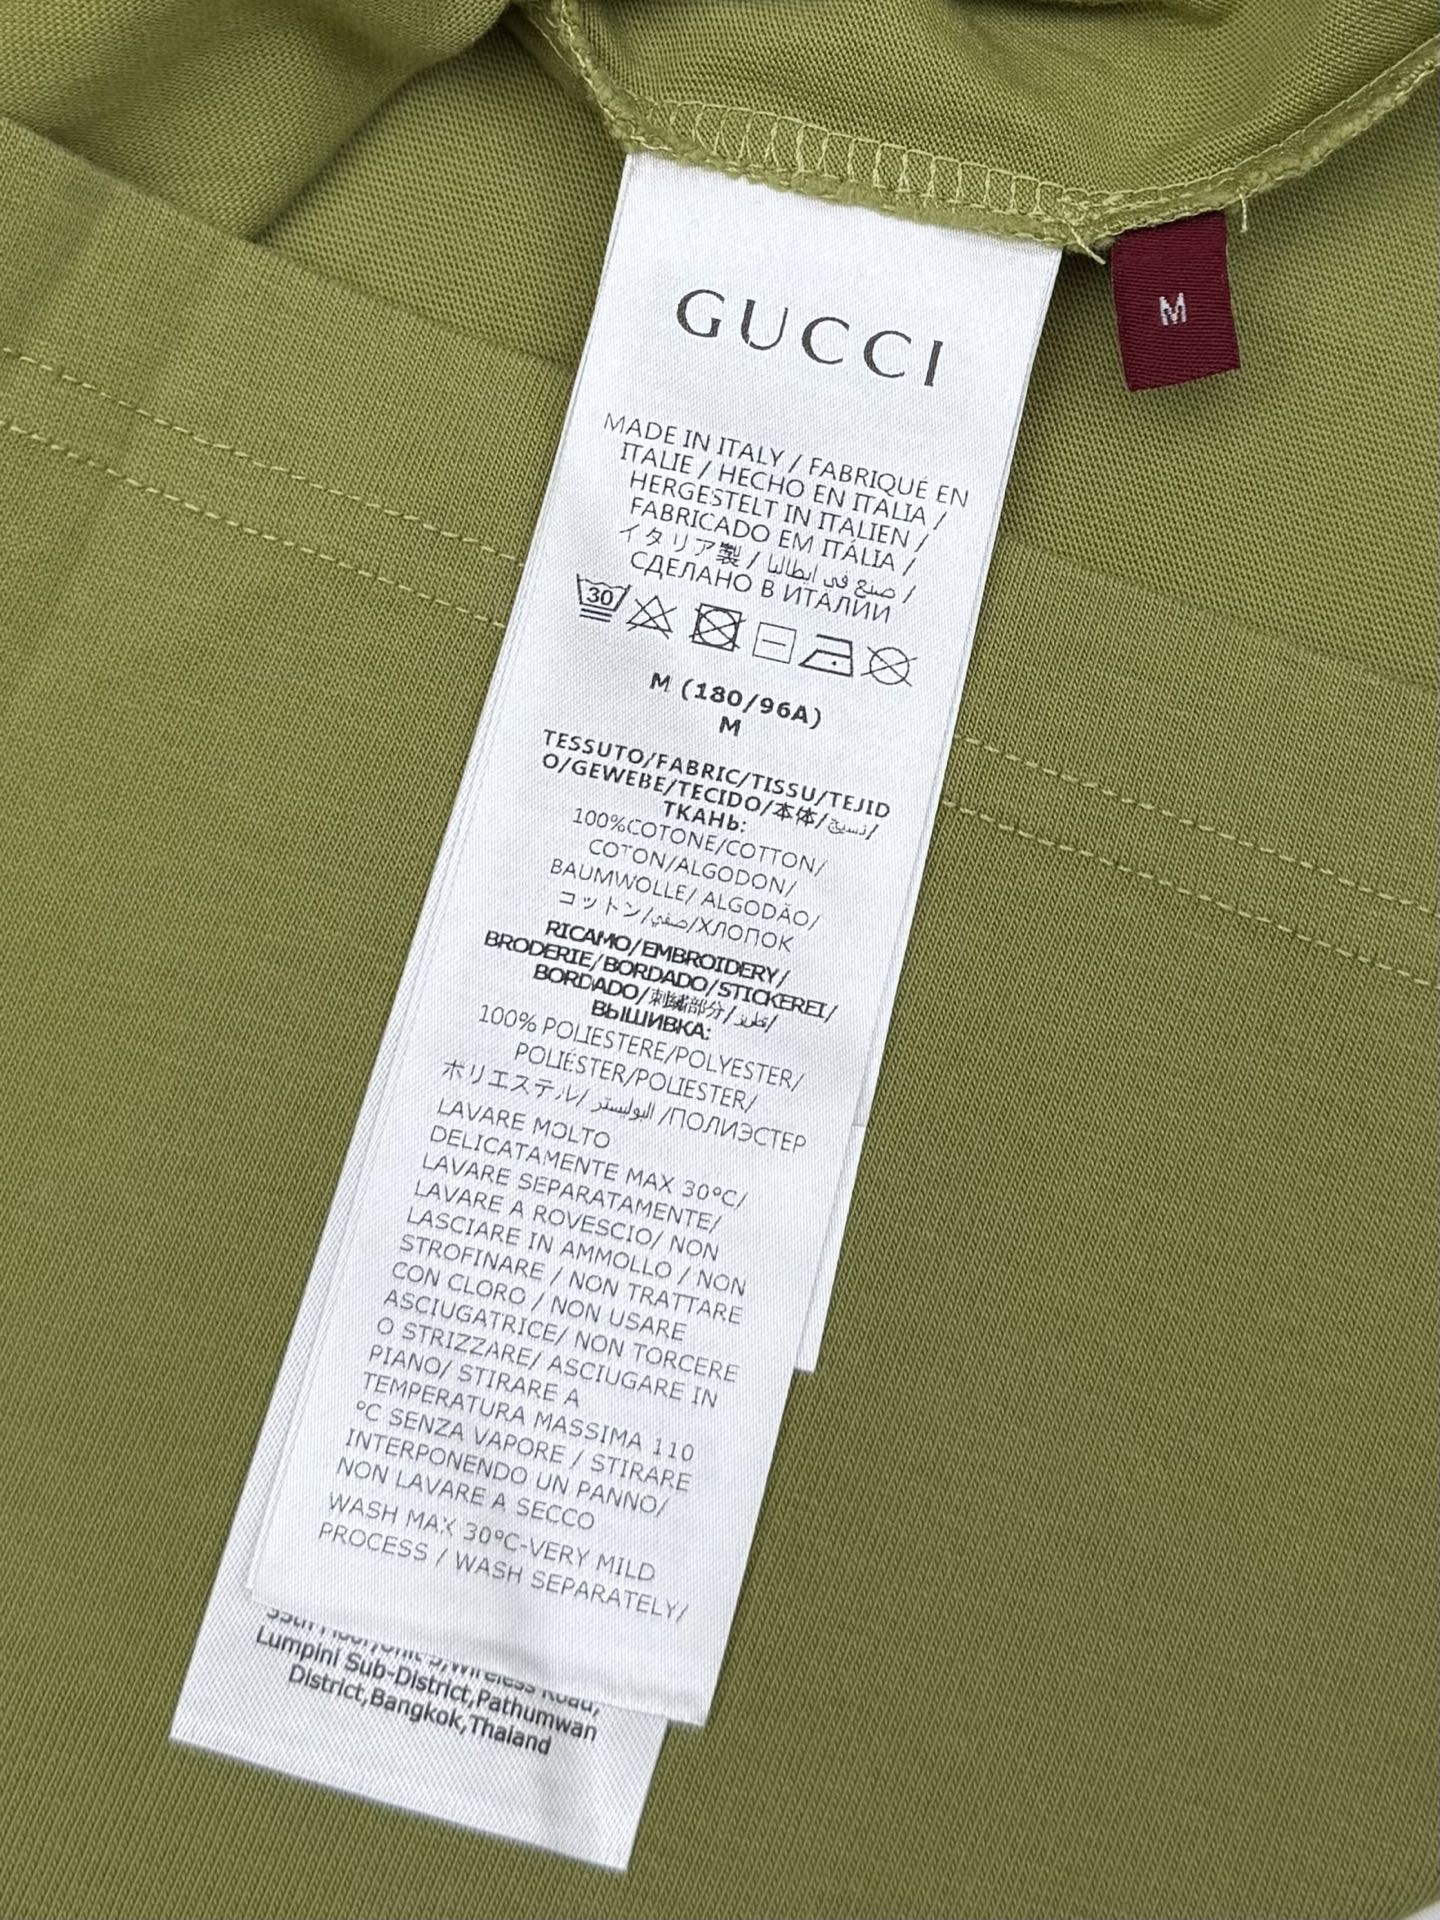 GUCCI
M
MADE IN ITALY / FABRIQUÉ EN
ITALIE / HECHO EN ITALIA /
HERGESTELT IN ITALIEN /
FABRICADO EM ITÁLIA /
イタリア製 / صنع في ايطاليا /
СДЕЛАНО В ИТАЛИИ
30
M (180/96A)
M
TESSUTO/FABRIC/TISSU/TEJID
O/GEWEBE/TECIDO/本体/نسيج/
ТКАНЬ:
100%COTONE/COTTON/
COTON/ALGODON/
BAUMWOLLE/ ALGODÃO/
コットン/صفي/ХЛОПОК
RICAMO/EMBROIDERY/
BRODERIE/BORDADO/STICKEREI/
BORDADO/刺繍部分/
ВЫШИВКА:
100% POLIESTERE/POLYESTER/
POLIÉSTER/POLIESTER/
ポリエステル/ البوليستر /ПОЛИЭСТЕР
LAVARE MOLTO
DELICATAMENTE MAX 30°C/
LAVARE SEPARATAMENTE/
LAVARE A ROVESCIO/ NON
LASCIARE IN AMMOLLO / NON
STROFINARE / NON TRATTARE
CON CLORO / NON USARE
ASCIUGATRICE/ NON TORCERE
O STRIZZARE/ ASCIUGARE IN
PIANO/ STIRARE A
TEMPERATURA MASSIMA 110
°C SENZA VAPORE / STIRARE
INTERPONENDO UN PANNO/
NON LAVARE A SECCO
WASH MAX 30°C-VERY MILD
PROCESS / WASH SEPARATELY/
Wireless Road,
Lumpini Sub-District,Pathumwan
District,Bangkok,Thaiand